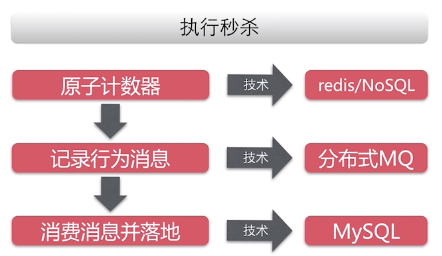 执行秒杀
原子计数器
技术
redis/NoSQL
记录行为消息
技术
分布式MQ
消费消息并落地
技术
MySQL